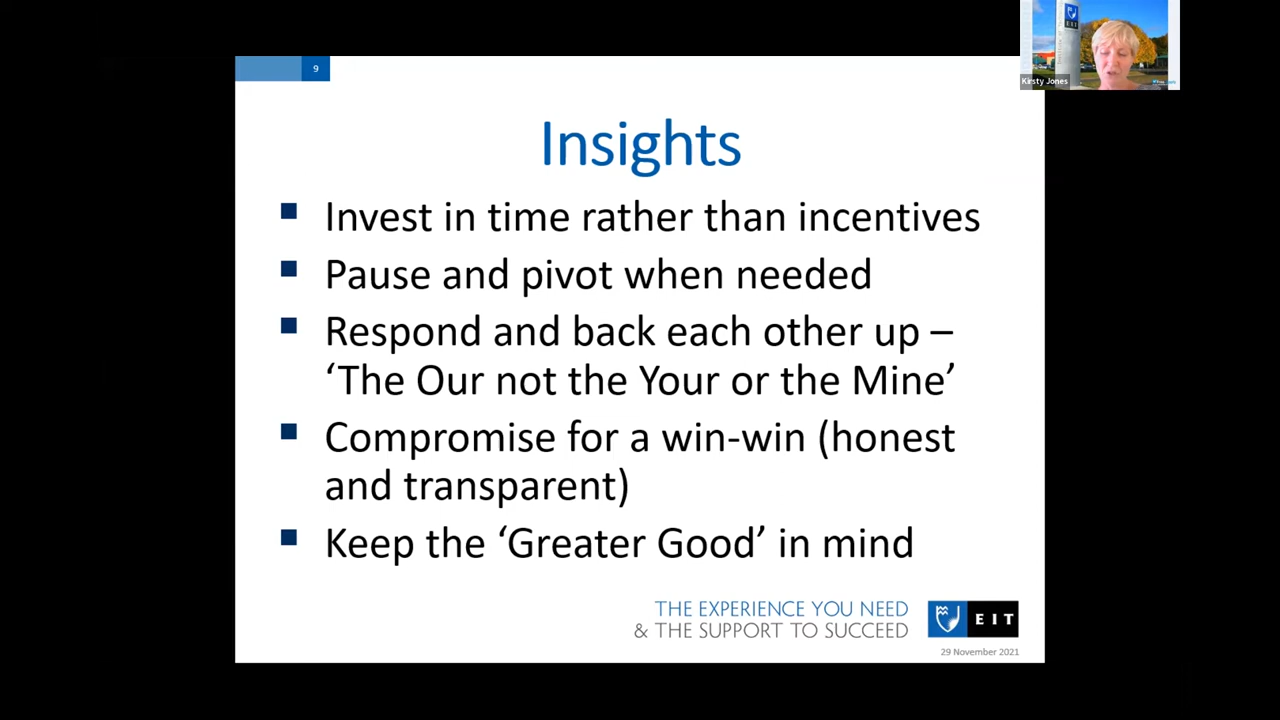 9
EIT
Kirsty Jones
Insights
Invest in time rather than incentives
Pause and pivot when needed
Respond and back each other up –
‘The Our not the Your or the Mine’
Compromise for a win-win (honest
and transparent)
Keep the ‘Greater Good’ in mind
THE EXPERIENCE YOU NEED
& THE SUPPORT TO SUCCEED
EIT
29 November 2021